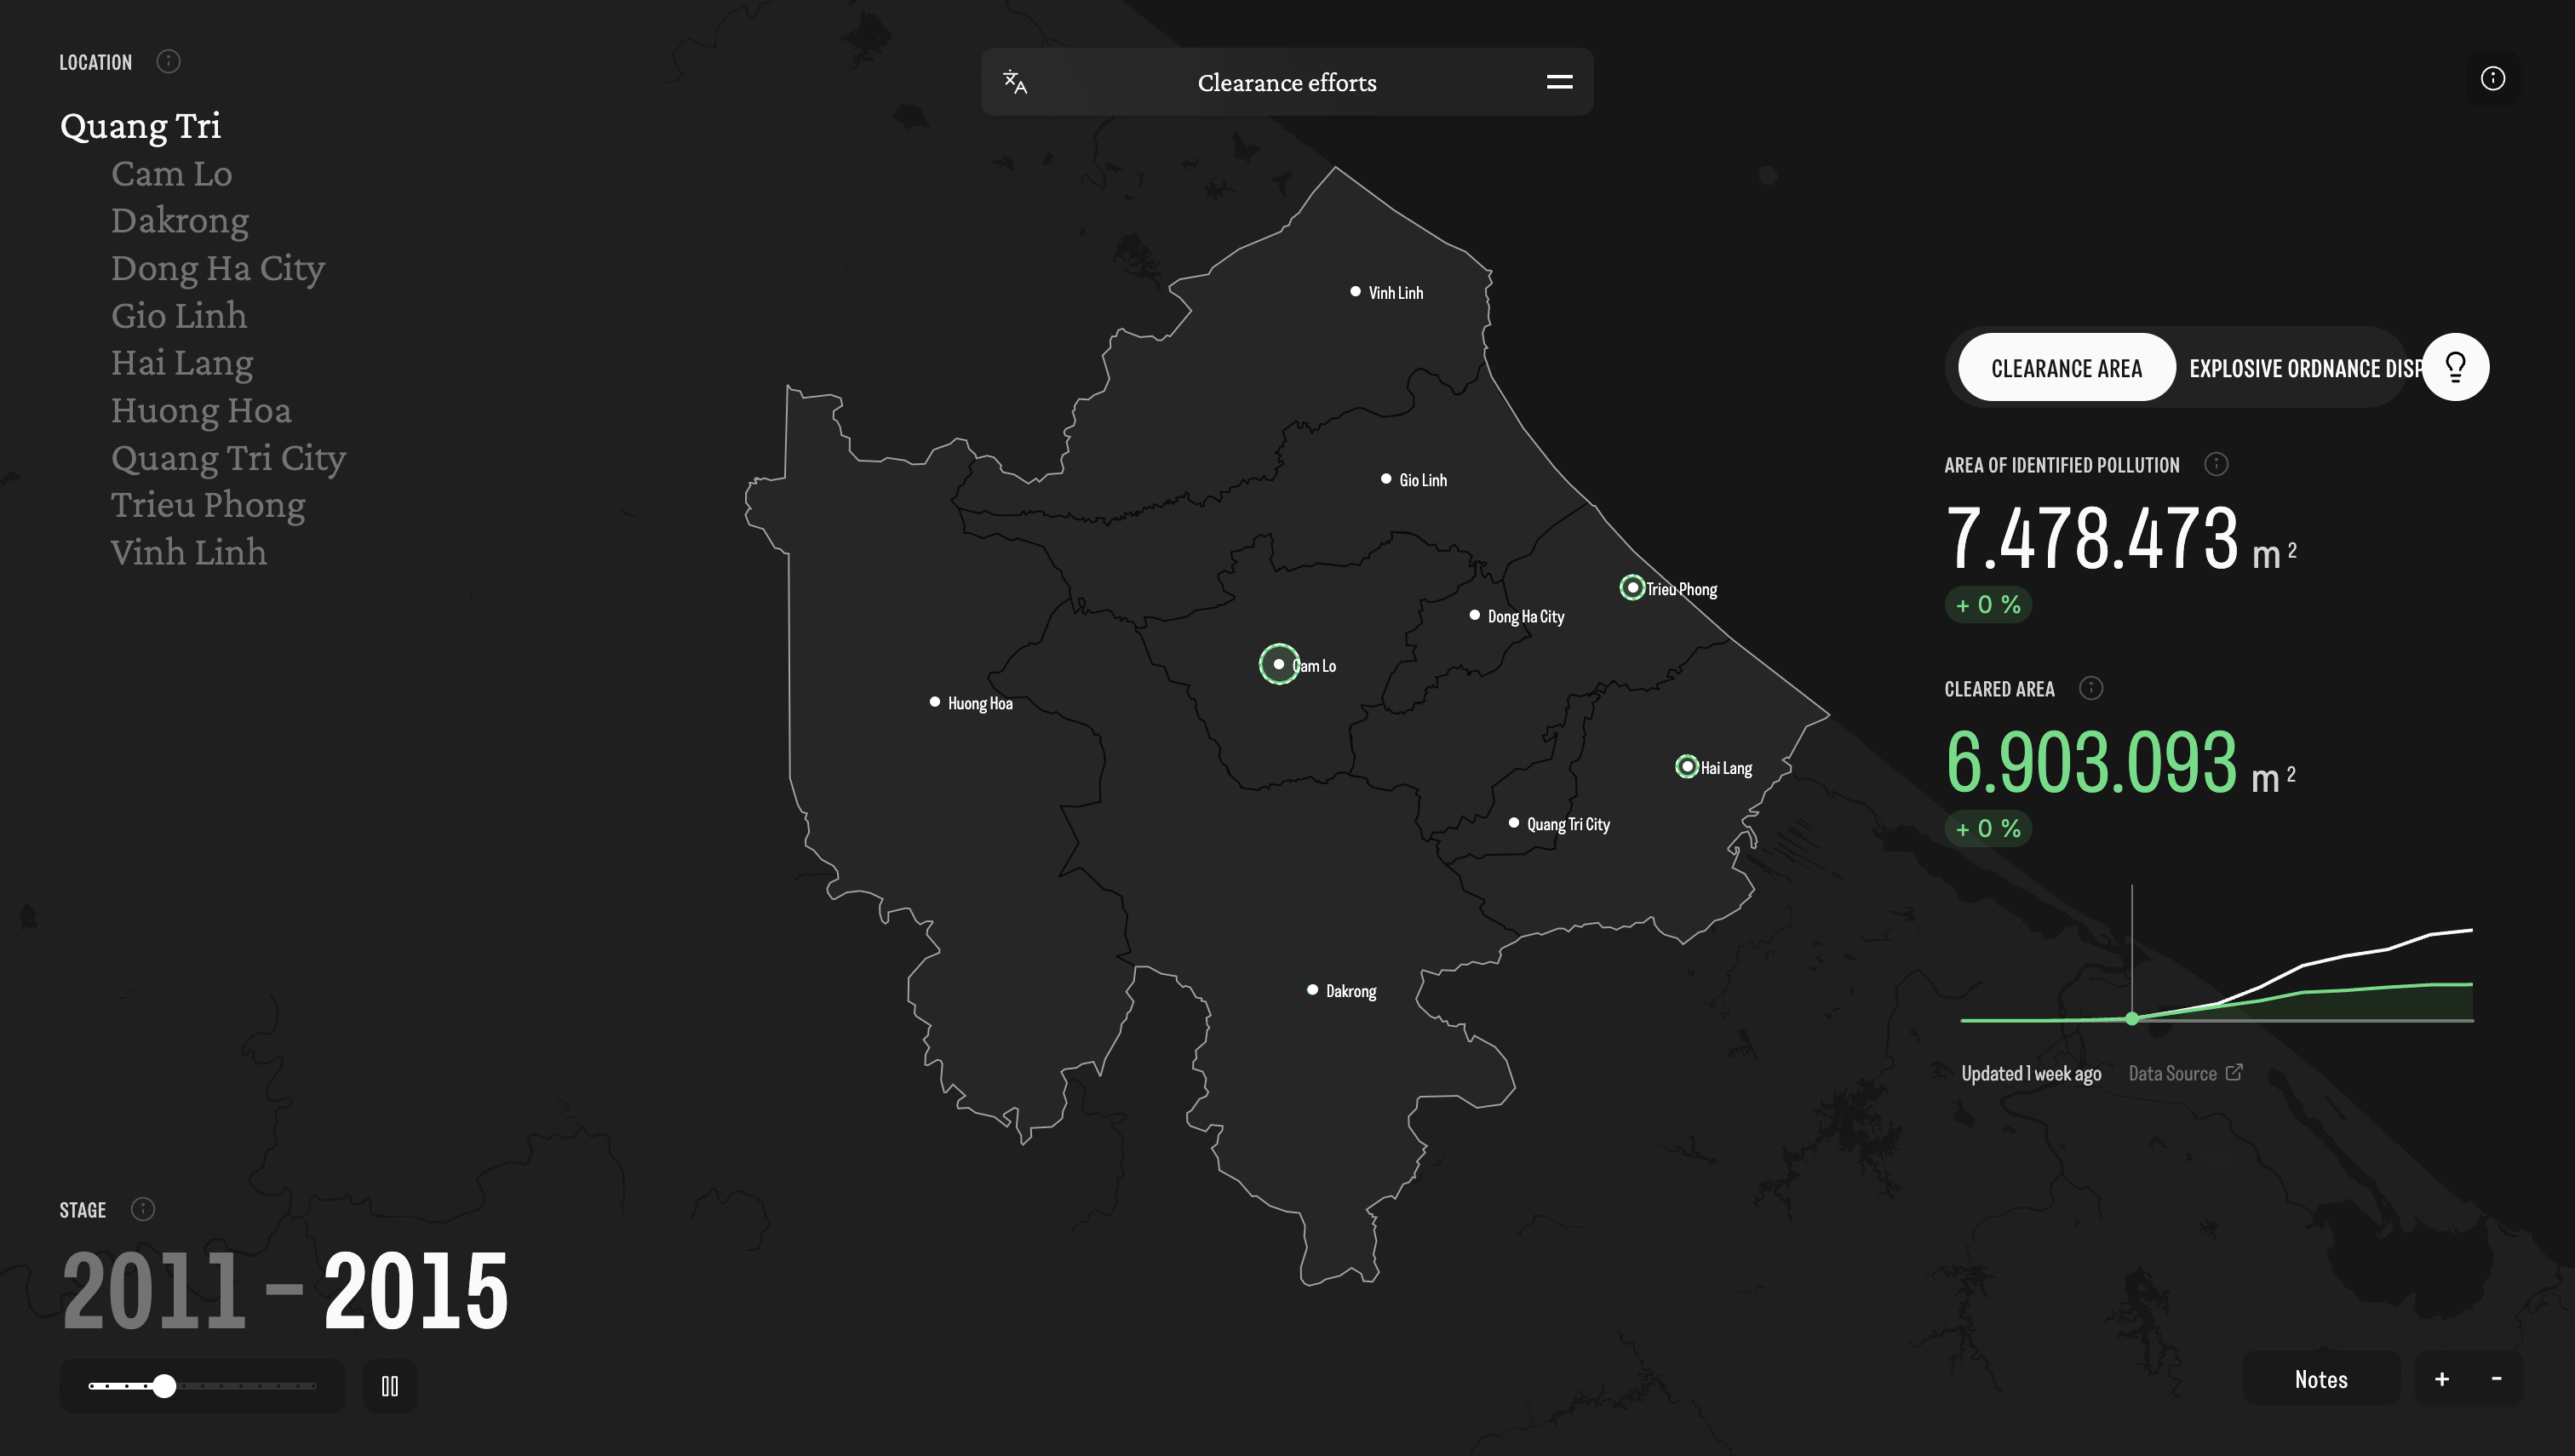 LOCATION
Quang Tri
Cam Lo
Dakrong
Dong Ha City
Gio Linh
Hai Lang
Huong Hoa
Quang Tri City
Trieu Phong
Vinh Linh
Clearance efforts
Vinh Linh
Gio Linh
Trieu Phong
Dong Ha City
Cam Lo
Huong Hoa
Hai Lang
Quang Tri City
Dakrong
CLEARANCE AREA
EXPLOSIVE ORDNANCE DISP
AREA OF IDENTIFIED POLLUTION
7.478.473 m 2
+ 0 %
CLEARED AREA
6.903.093 m 2
+ 0 %
Updated 1 week ago
Data Source
STAGE
2011 – 2015
Notes
+ -